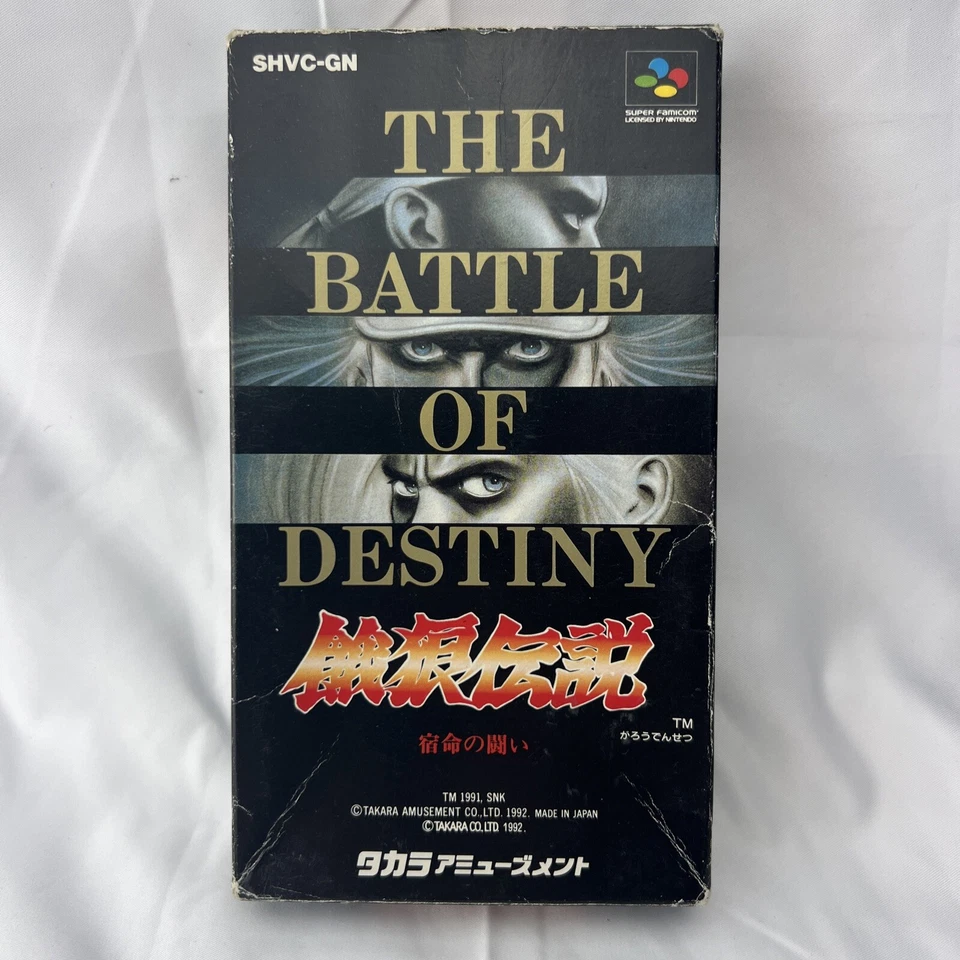 SHVC-GN
SUPER FAMICOM
LICENSED BY NINTENDO
THE
BATTLE
OF
DESTINY
餓狼伝説
TM
がろうでんせつ
宿命の闘い
TM 1991, SNK
©TAKARA AMUSEMENT CO.,LTD. 1992. MADE IN JAPAN
©TAKARA CO.,LTD. 1992.
タカラアミューズメント